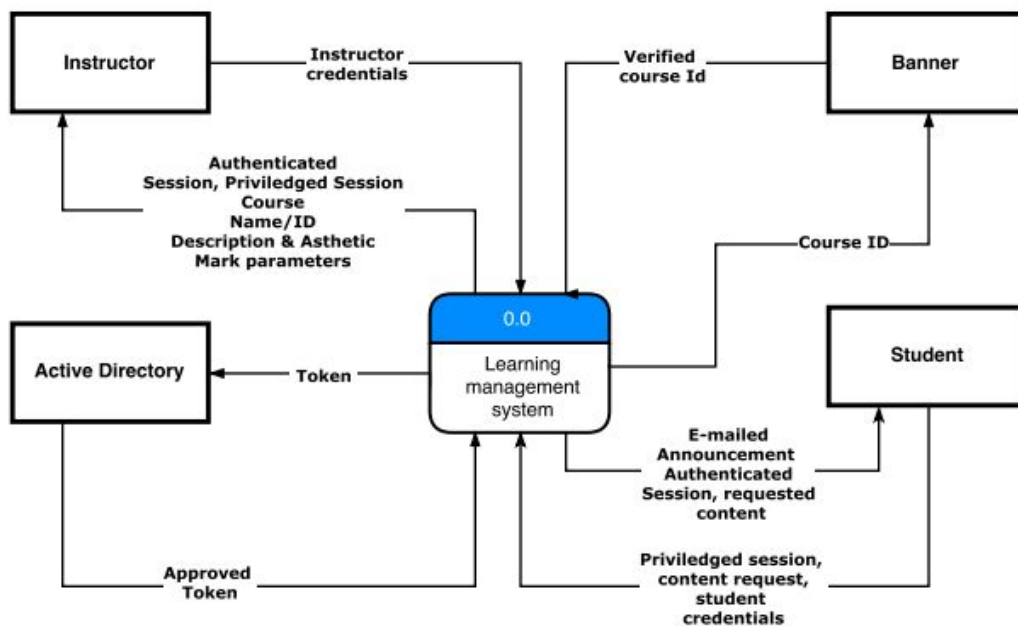 Instructor
Instructor
credentials
Verified
course Id
Banner
Authenticated
Session, Priviledged Session
Course
Name/ID
Description & Asthetic
Mark parameters
Course ID
0.0
Learning
management
system
Active Directory
Token
Student
E-mailed
Announcement
Authenticated
Session, requested
content
Approved
Token
Priviledged session,
content request,
student
credentials